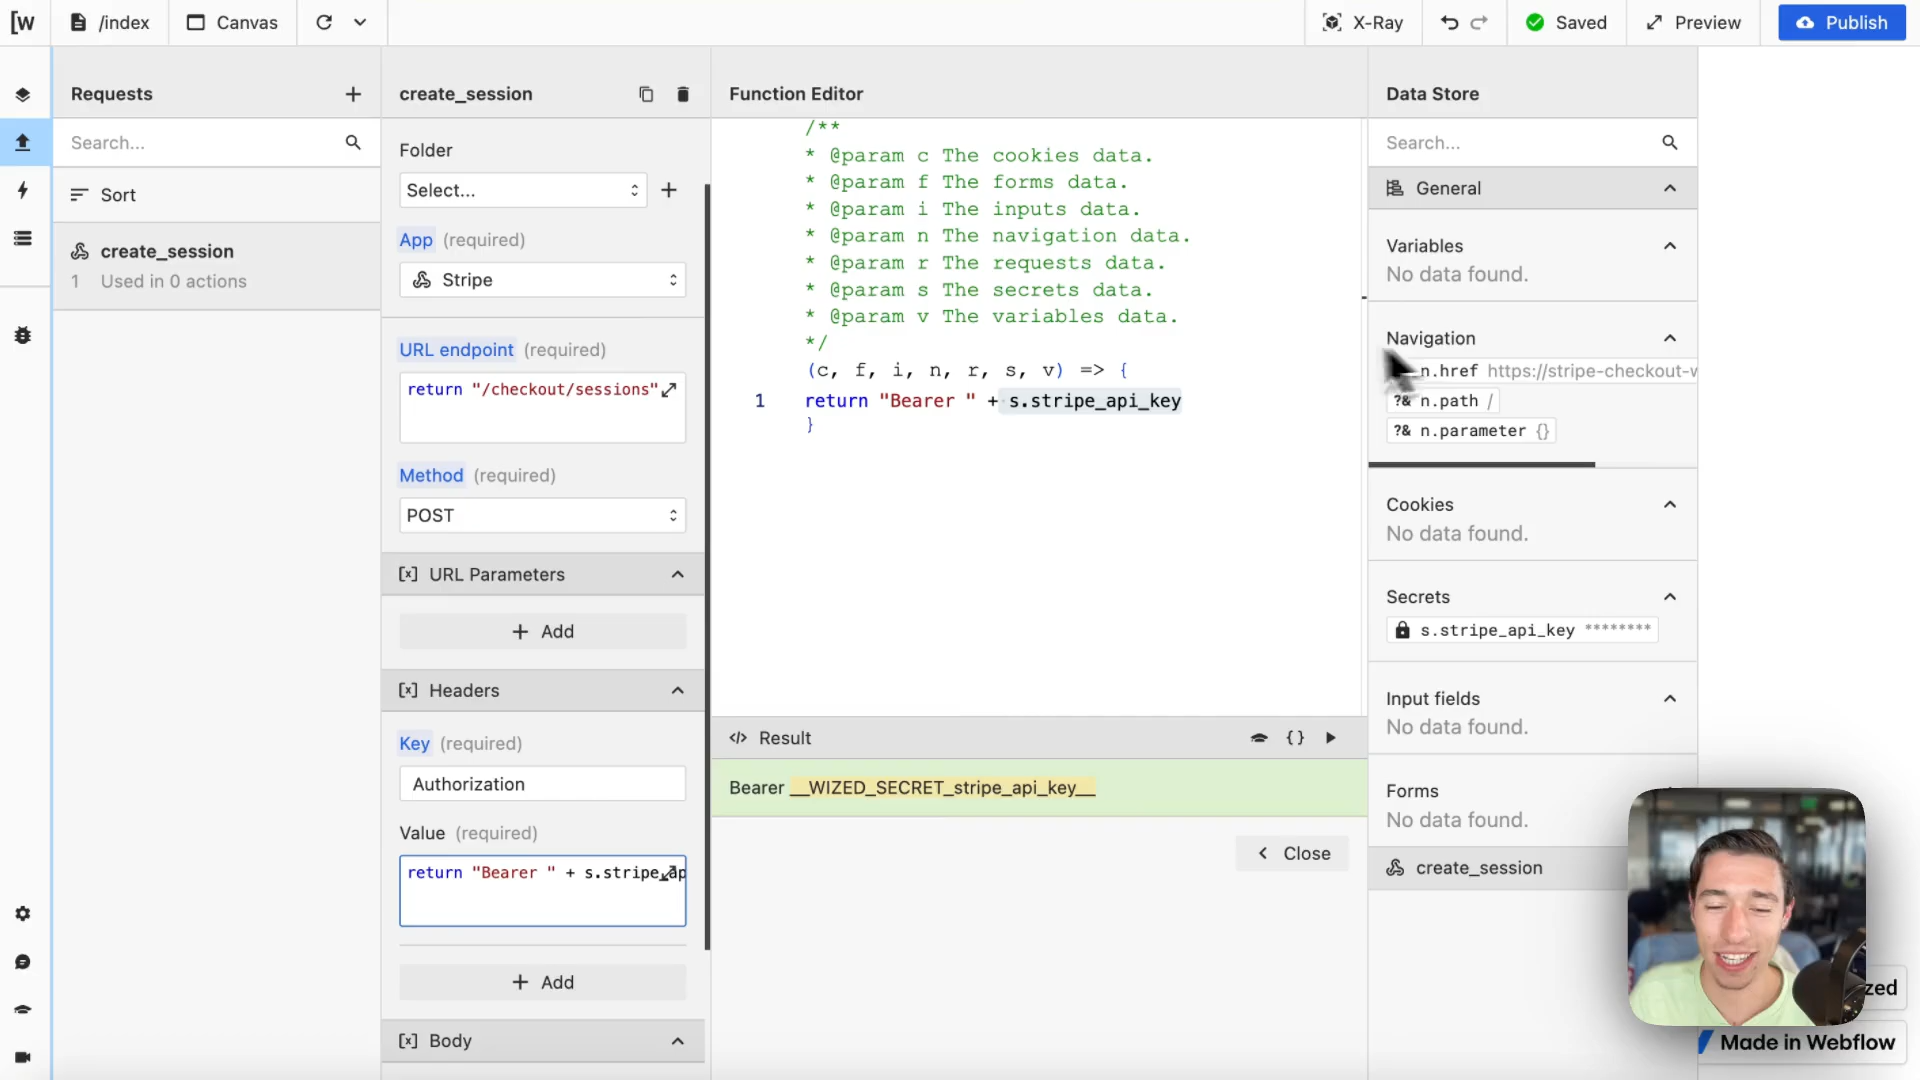 [w
/index
Canvas
X-Ray
Saved
Preview
Publish
Requests
Search...
Sort
create_session
1 Used in 0 actions
create_session
Folder
Select...
App (required)
Stripe
URL endpoint (required)
return "/checkout/sessions"
Method (required)
POST
[x] URL Parameters
+ Add
[x] Headers
Key (required)
Authorization
Value (required)
return "Bearer " + s.stripe_ap
+ Add
[x] Body
Function Editor
/**
* @param c The cookies data.
* @param f The forms data.
* @param i The inputs data.
* @param n The navigation data.
* @param r The requests data.
* @param s The secrets data.
* @param v The variables data.
*/
(c, f, i, n, r, s, v) => {
1 return "Bearer " + s.stripe_api_key
}
</> Result
{}
Bearer __WIZED_SECRET_stripe_api_key__
Close
Data Store
Search...
General
Variables
No data found.
Navigation
n.href https://stripe-checkout-w
?& n.path /
?& n.parameter {}
Cookies
No data found.
Secrets
s.stripe_api_key ********
Input fields
No data found.
Forms
No data found.
create_session
zed
Made in Webflow